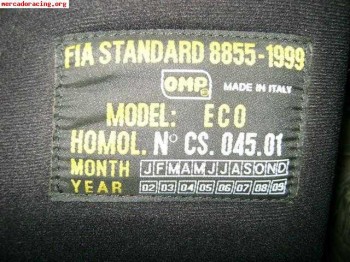 www.mercadoracing.org
FIA STANDARD 8855-1999
OMP MADE IN ITALY
MODEL: ECO
HOMOL. N° CS. 045.01
MONTH J F M A M J J A S O N D
YEAR 02 03 04 05 06 07 08 09